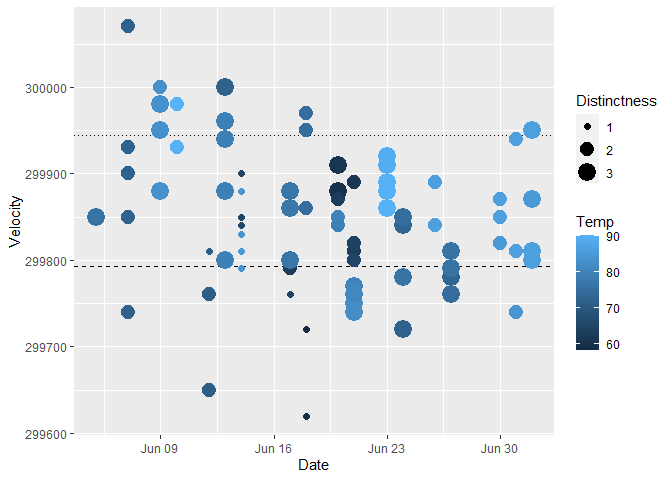 300000
299900
299800
299700
299600
Velocity
Jun 09
Jun 16
Jun 23
Jun 30
Date
Distinctness
1
2
3
Temp
90
80
70
60